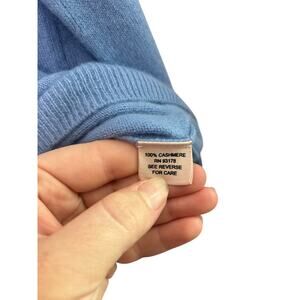 100% CASHMERE
RN 93178
SEE REVERSE
FOR CARE